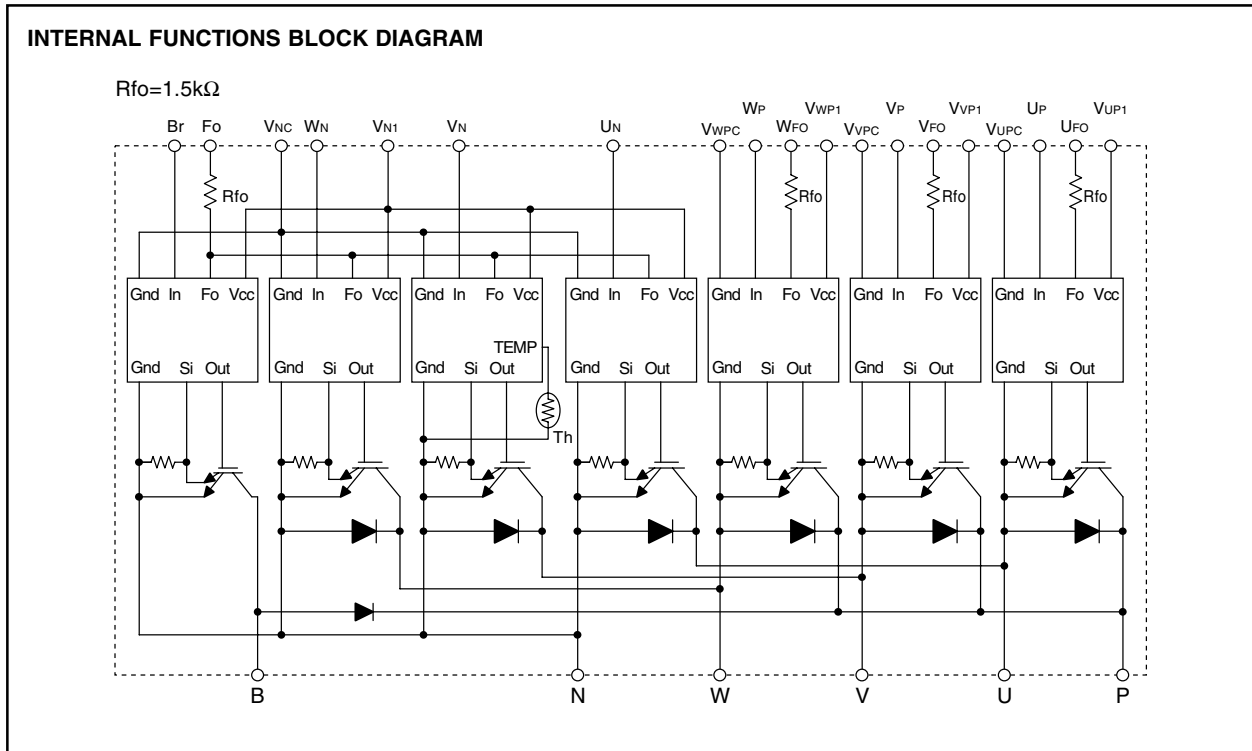 INTERNAL FUNCTIONS BLOCK DIAGRAM
Rfo=1.5kΩ
Br Fo VNC WN VN1 VN UN VWPC WP WFO VWP1 VVPC VP VFO VVP1 VUPC UP UFO VUP1
Rfo Rfo Rfo Rfo
Gnd In Fo Vcc Gnd In Fo Vcc Gnd In Fo Vcc Gnd In Fo Vcc Gnd In Fo Vcc Gnd In Fo Vcc Gnd In Fo Vcc
TEMP
Gnd Si Out Gnd Si Out Gnd Si Out Gnd Si Out Gnd Si Out Gnd Si Out Gnd Si Out
Th
B N W V U P